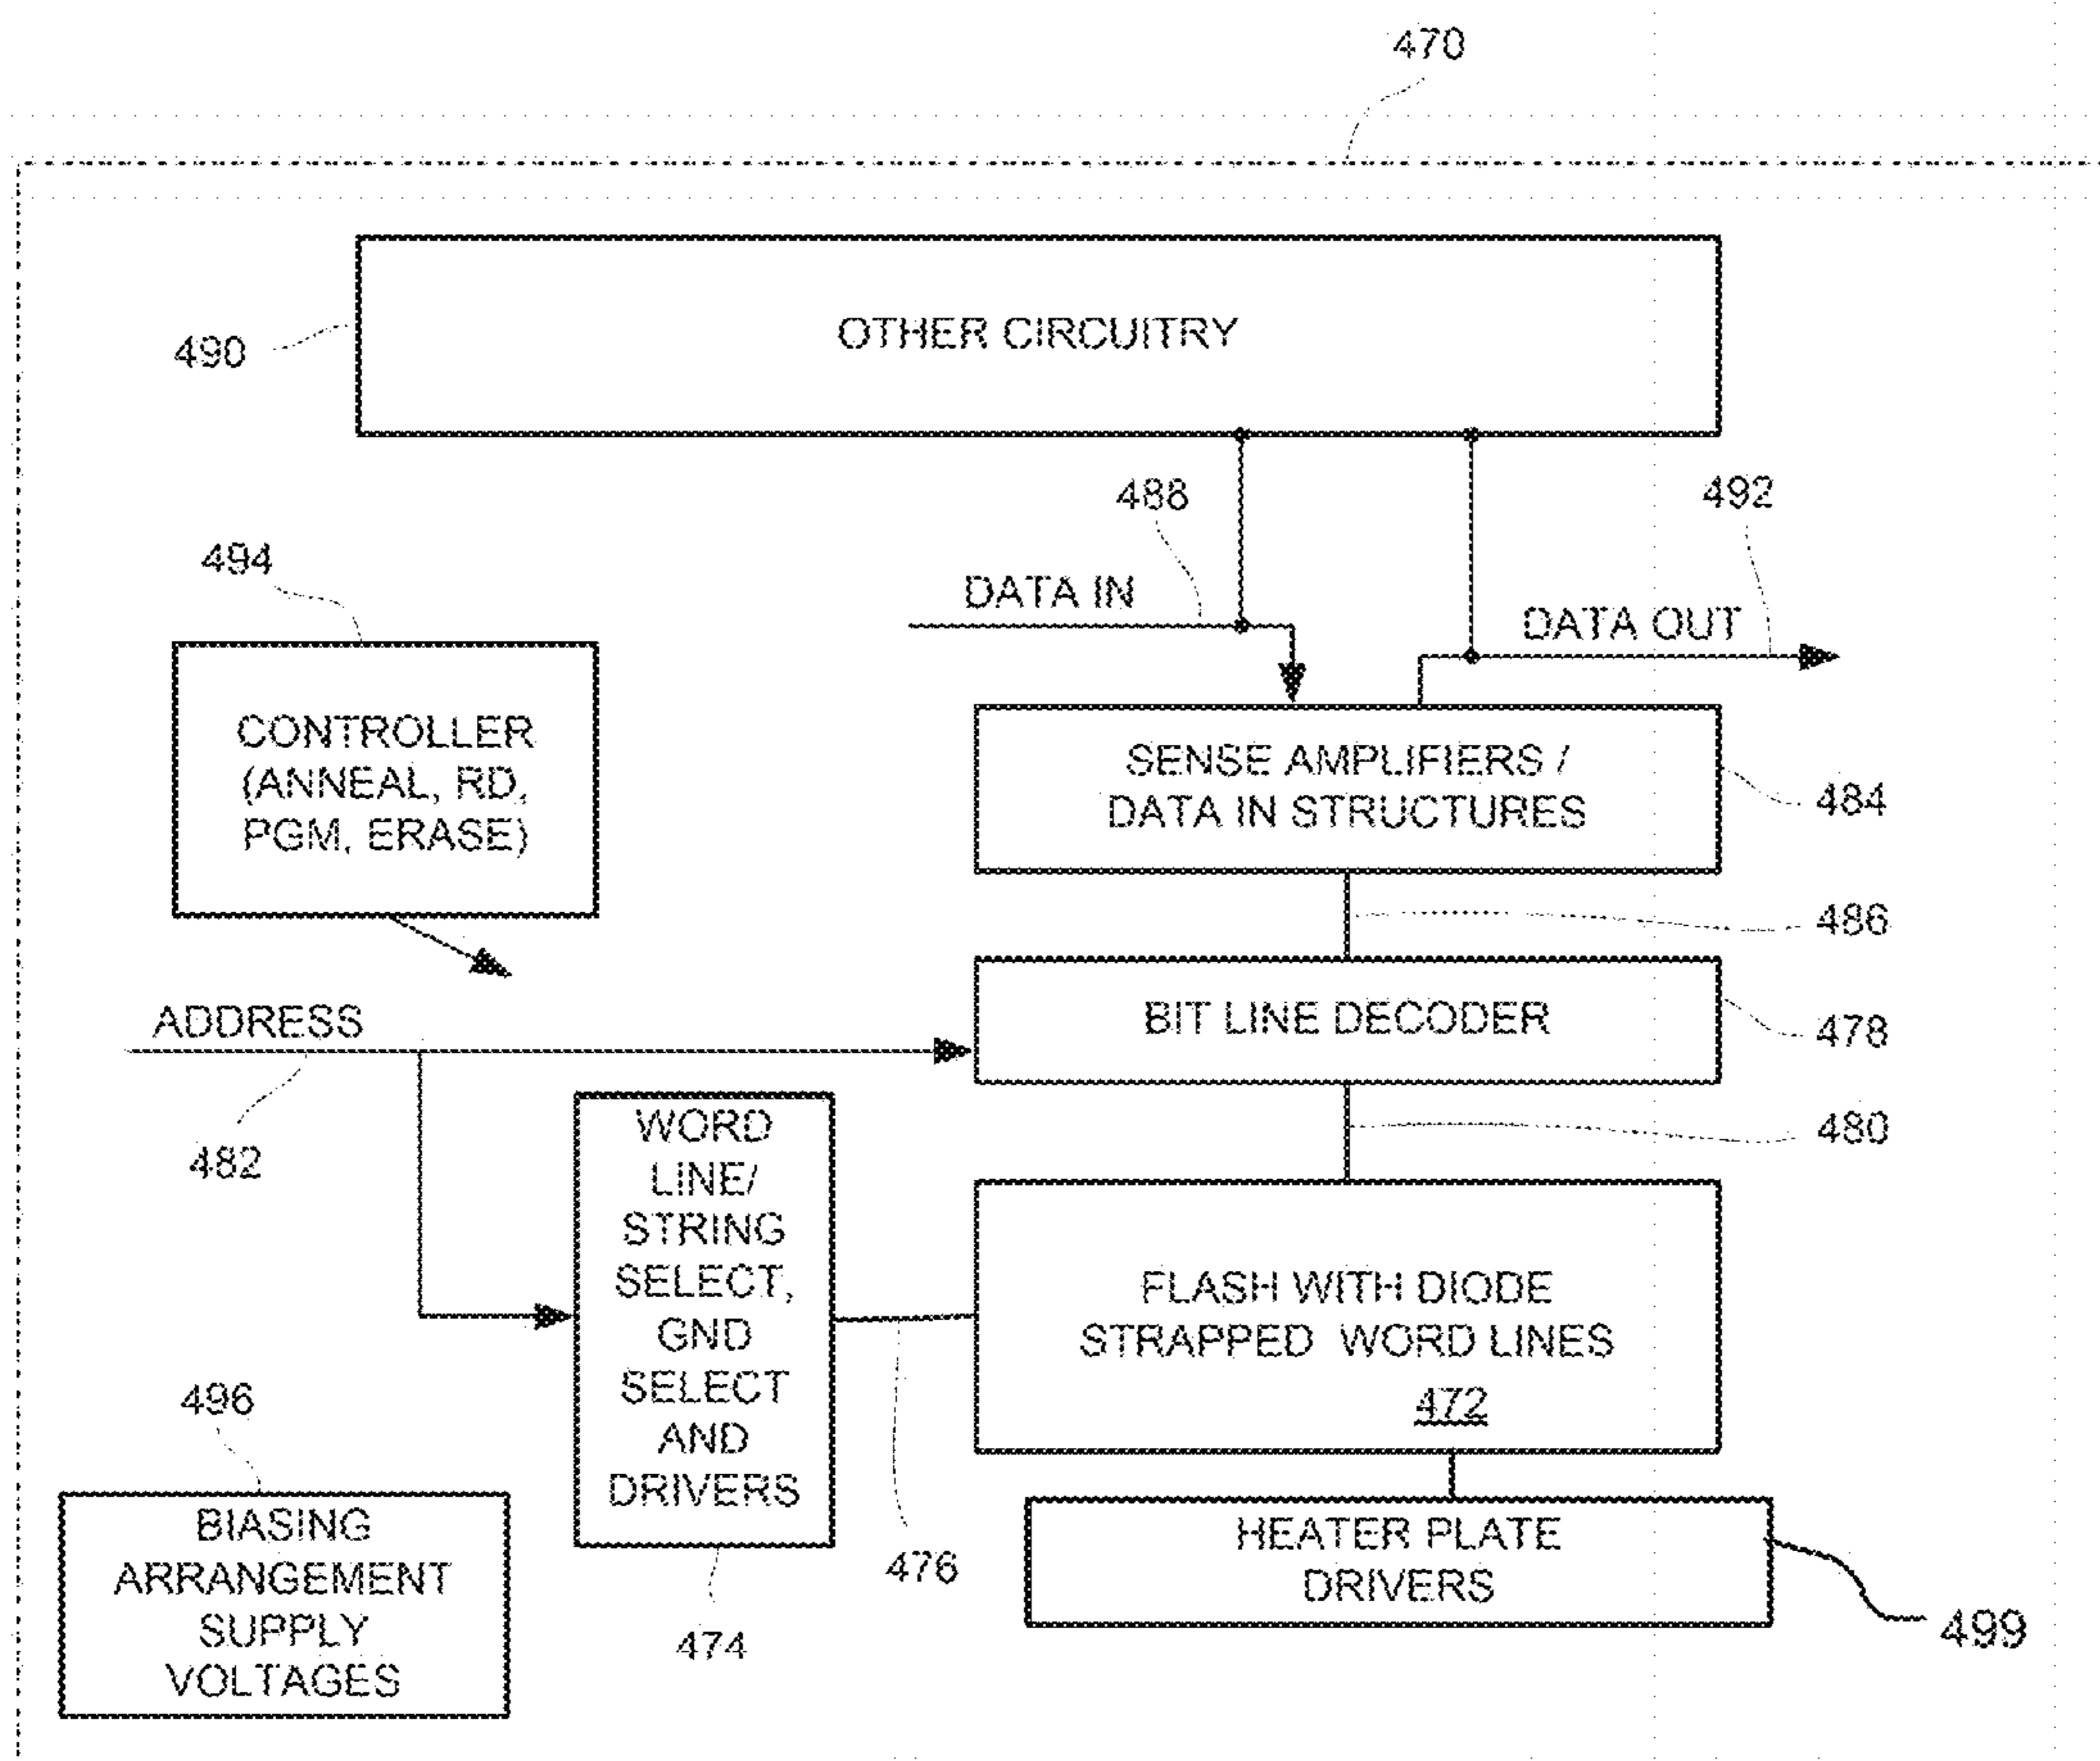 470
OTHER CIRCUITRY
490
488
492
DATA IN
DATA OUT
494
CONTROLLER
(ANNEAL, RD,
PGM, ERASE)
SENSE AMPLIFIERS /
DATA IN STRUCTURES
484
486
ADDRESS
482
BIT LINE DECODER
478
480
WORD
LINE/
STRING
SELECT,
GND
SELECT
AND
DRIVERS
474
476
FLASH WITH DIODE
STRAPPED WORD LINES
472
496
BIASING
ARRANGEMENT
SUPPLY
VOLTAGES
HEATER PLATE
DRIVERS
499